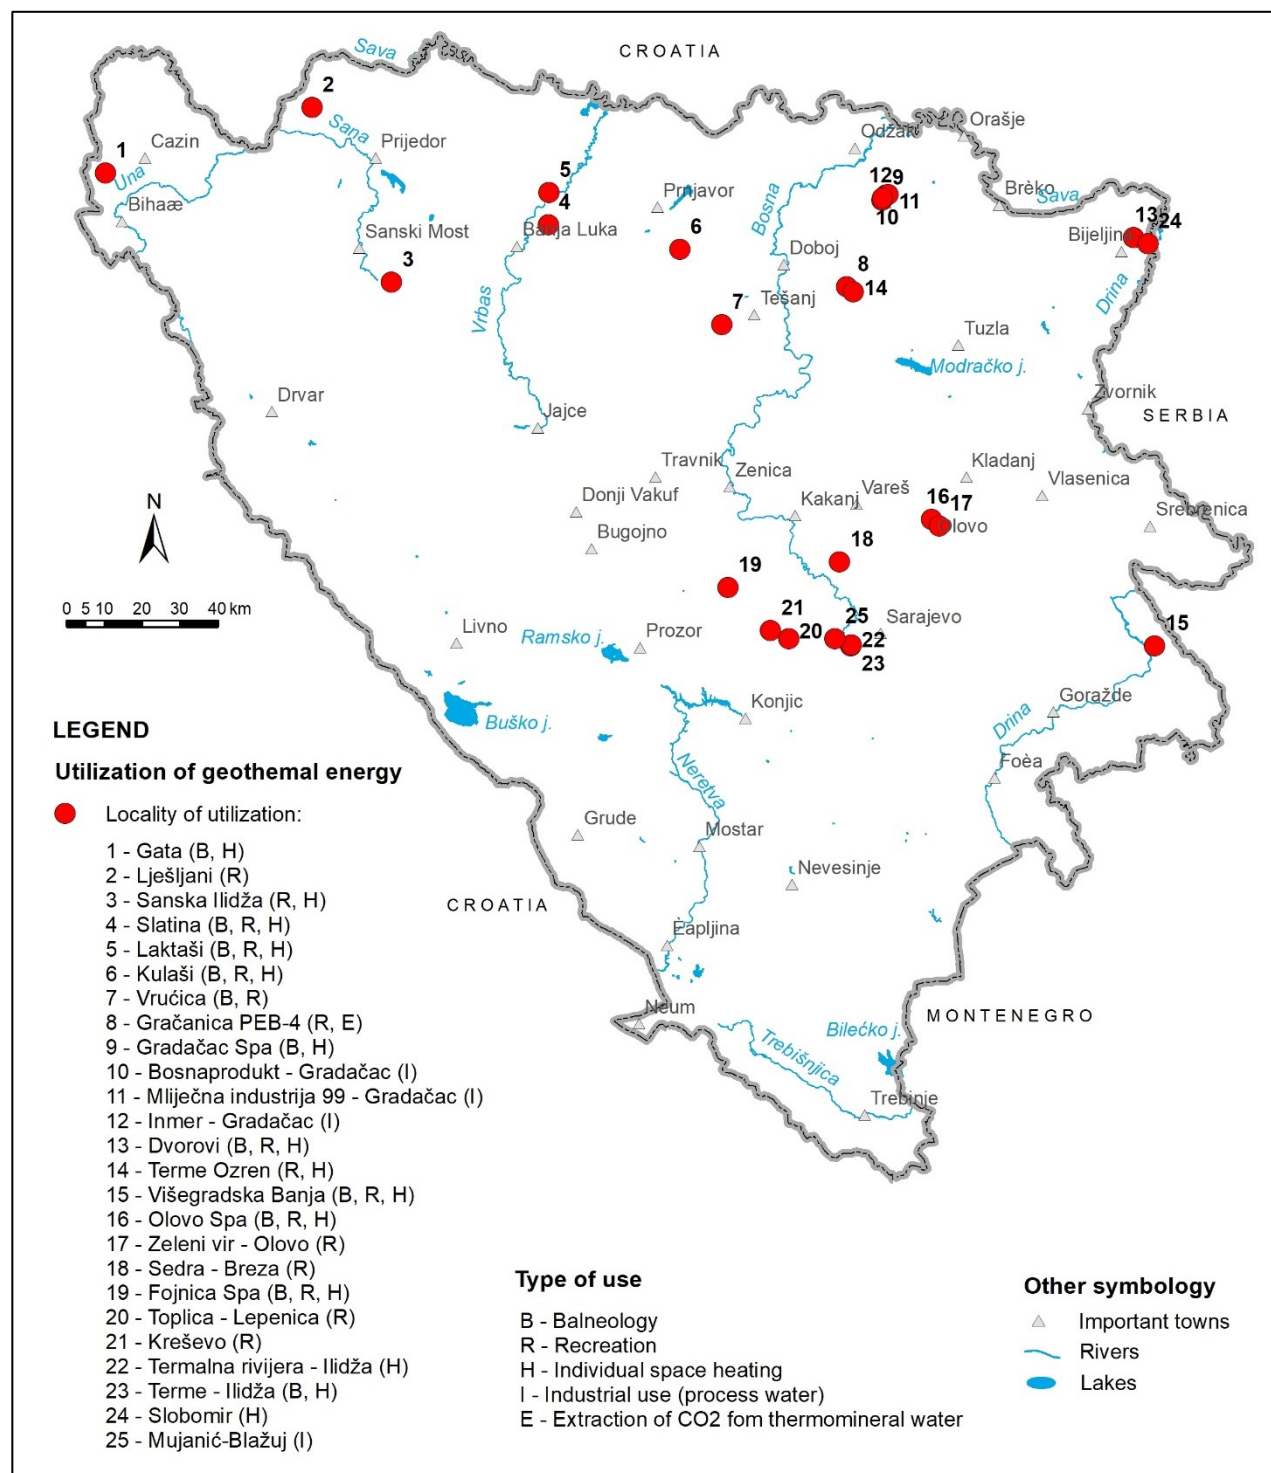 CROATIA
Sava
2
Orašje
Odžak
Sana
Prijedor
Cazin
1
Una
5
12 9
Prnjavor
Bosna
11
Brèko
Sava
Bihaæ
4
10
13
24
Sanski Most
Banja Luka
6
Bijeljina
Doboj
8
3
14
Drina
Vrbas
7
Tešanj
Tuzla
Modračko j.
Drvar
Zvornik
SERBIA
Jajce
Travnik
Zenica
Kladanj
Vlasenica
Donji Vakuf
Kakanj
Vareš
16
17
Srebrenica
N
Bugojno
Olovo
18
19
0 5 10 20 30 40 km
21
25
Sarajevo
15
Livno
Ramsko j.
Prozor
20
22
23
Goražde
Buško j.
Konjic
Drina
Foèa
Neretva
Grude
Mostar
Nevesinje
CROATIA
Èapljina
Neum
Bilećko j.
MONTENEGRO
Trebišnjica
Trebinje
LEGEND
Utilization of geothemal energy
Locality of utilization:
1 - Gata (B, H)
2 - Lješljani (R)
3 - Sanska Ilidža (R, H)
4 - Slatina (B, R, H)
5 - Laktaši (B, R, H)
6 - Kulaši (B, R, H)
7 - Vrućica (B, R)
8 - Gračanica PEB-4 (R, E)
9 - Gradačac Spa (B, H)
10 - Bosnaprodukt - Gradačac (I)
11 - Mliječna industrija 99 - Gradačac (I)
12 - Inmer - Gradačac (I)
13 - Dvorovi (B, R, H)
14 - Terme Ozren (R, H)
15 - Višegradska Banja (B, R, H)
16 - Olovo Spa (B, R, H)
17 - Zeleni vir - Olovo (R)
18 - Sedra - Breza (R)
19 - Fojnica Spa (B, R, H)
20 - Toplica - Lepenica (R)
21 - Kreševo (R)
22 - Termalna rivijera - Ilidža (H)
23 - Terme - Ilidža (B, H)
24 - Slobomir (H)
25 - Mujanić-Blažuj (I)
Type of use
B - Balneology
R - Recreation
H - Individual space heating
I - Industrial use (process water)
E - Extraction of CO2 fom thermomineral water
Other symbology
Important towns
Rivers
Lakes